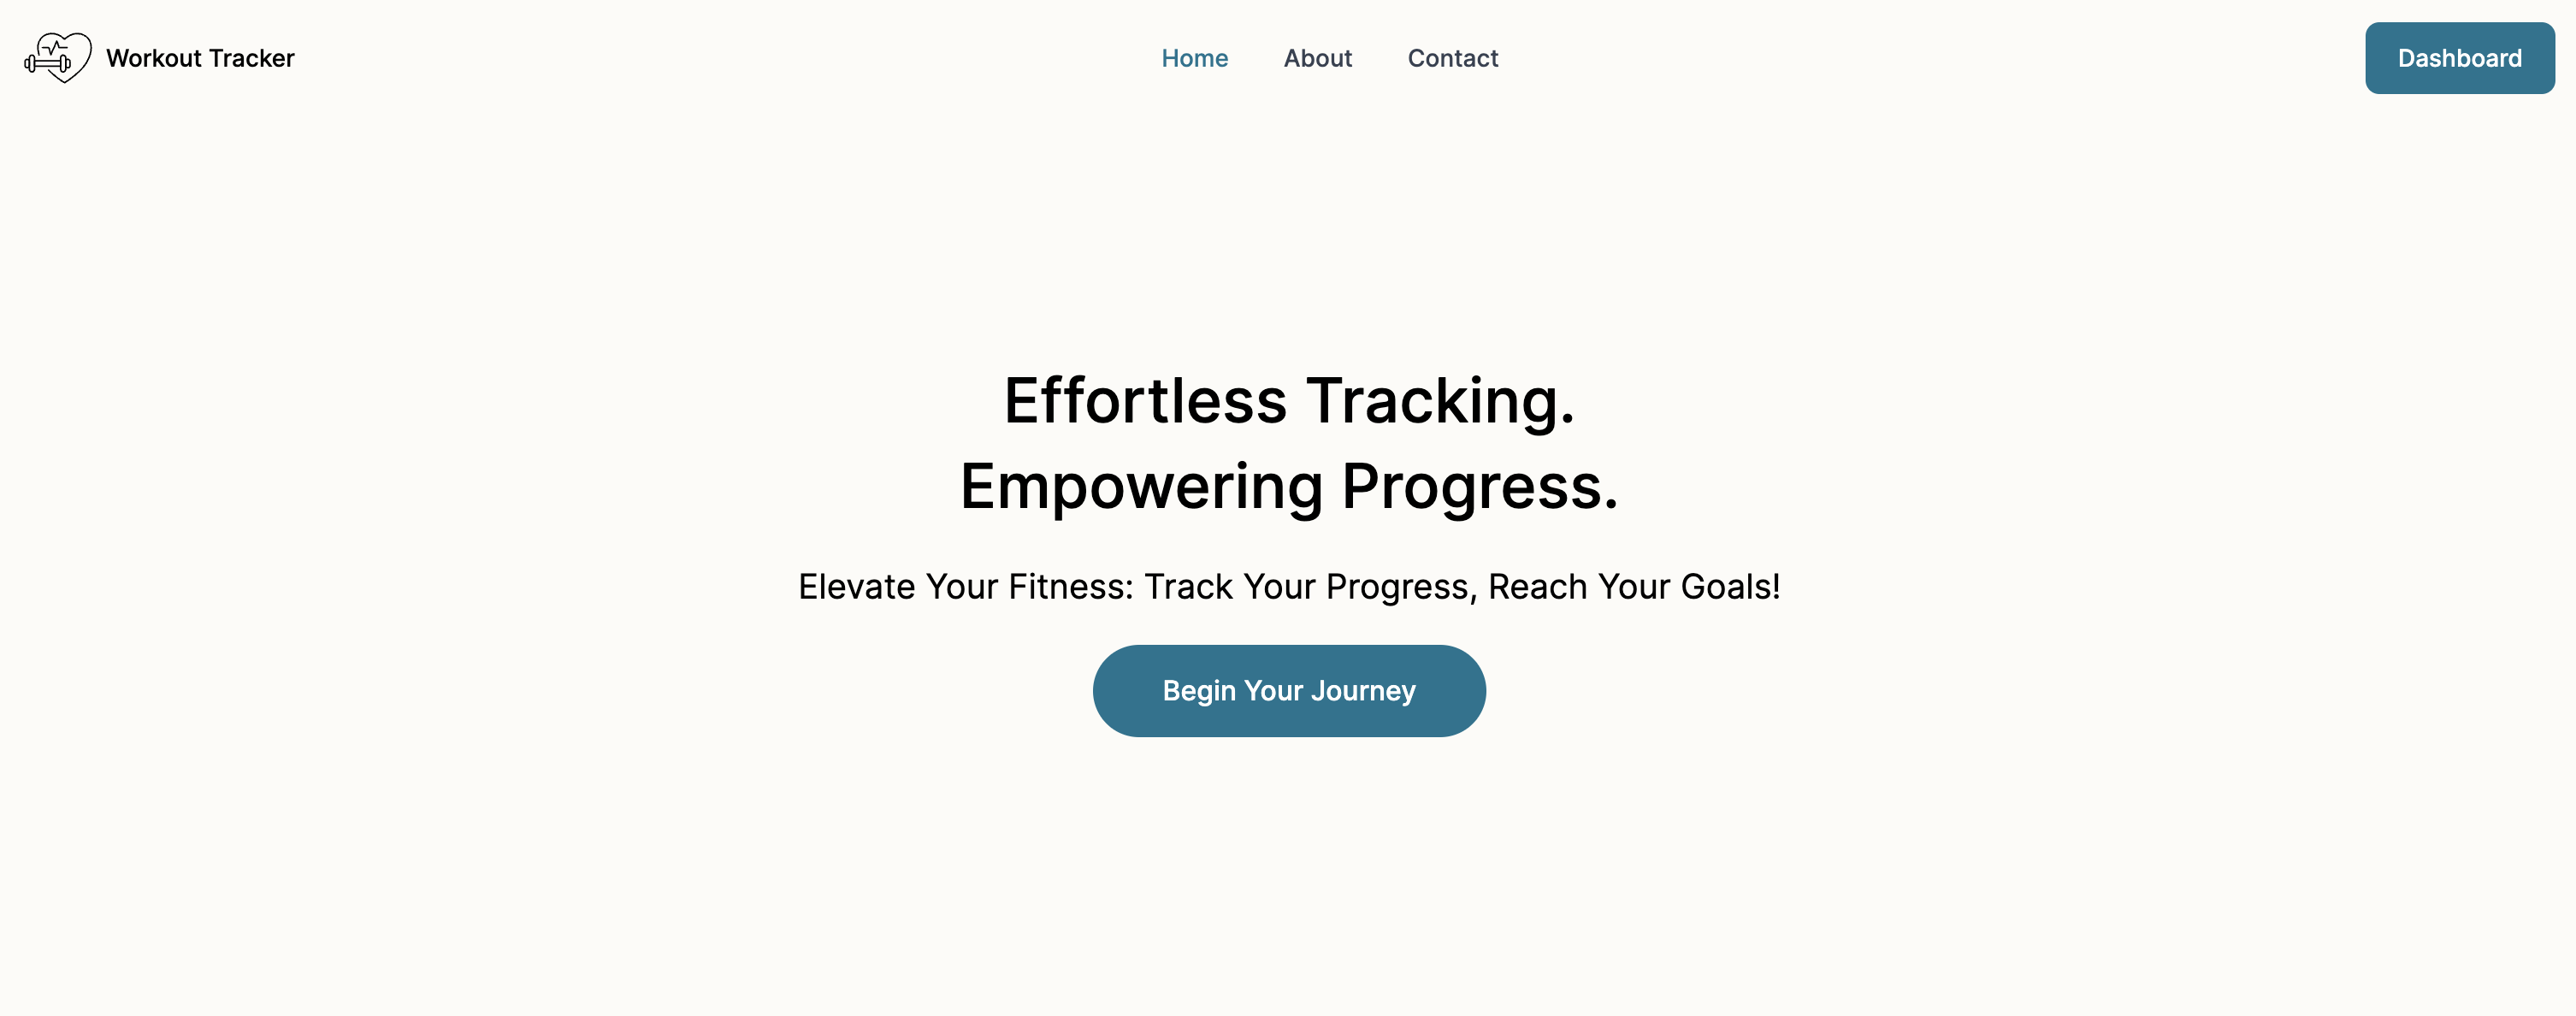 Workout Tracker
Home About Contact
Dashboard
Effortless Tracking.
Empowering Progress.
Elevate Your Fitness: Track Your Progress, Reach Your Goals!
Begin Your Journey